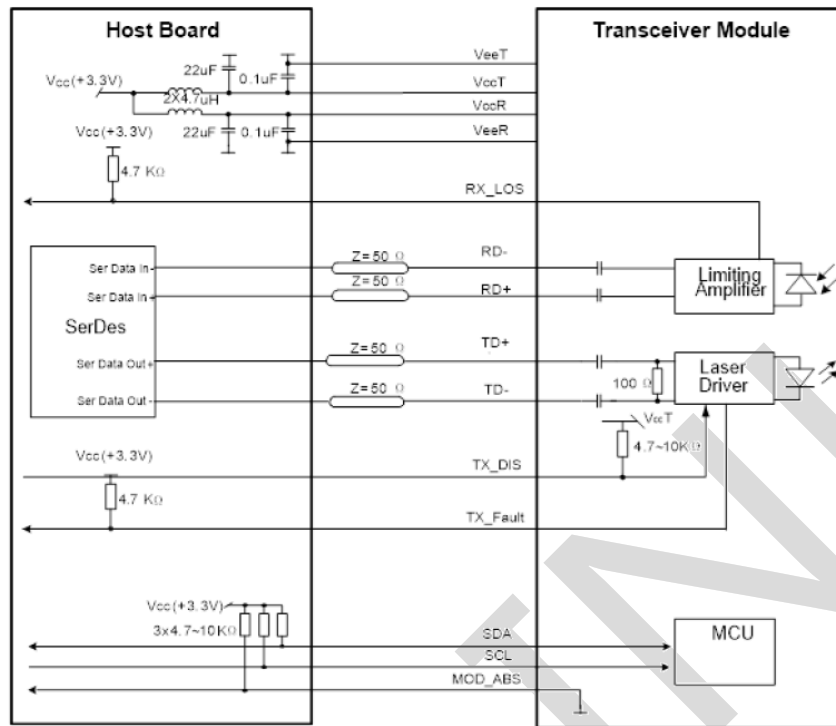 Host Board
Transceiver Module
VeeT
22uF
0.1uF
Vcc(+3.3V)
VccT
2X4.7uH
VccR
Vcc(+3.3V)
22uF
0.1uF
VeeR
4.7 KΩ
RX_LOS
Z=50 Ω
RD-
Ser Data In-
Z=50 Ω
Limiting
Amplifier
Ser Data In+
RD+
SerDes
TD+
Z=50 Ω
Ser Data Out+
100 Ω
Laser
Driver
Z=50 Ω
Ser Data Out-
TD-
VccT
4.7~10KΩ
Vcc(+3.3V)
TX_DIS
4.7 KΩ
TX_Fault
Vcc(+3.3V)
3x4.7~10KΩ
SDA
MCU
SCL
MOD_ABS